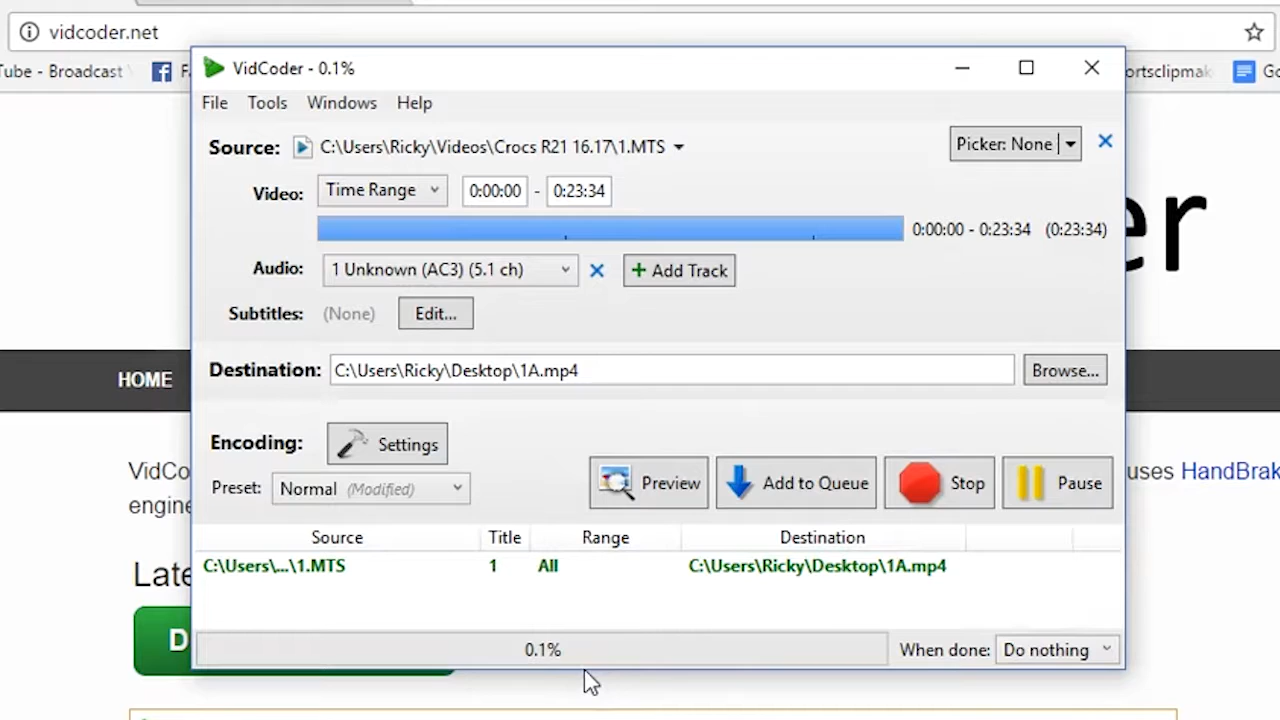 vidcoder.net
Tube - Broadcast
ortsclipmak
VidCoder - 0.1%
File Tools Windows Help
Source: C:\Users\Ricky\Videos\Crocs R21 16.17\1.MTS Picker: None
Video: Time Range 0:00:00 - 0:23:34
0:00:00 - 0:23:34 (0:23:34)
er
Audio: 1 Unknown (AC3) (5.1 ch) Add Track
Subtitles: (None) Edit...
Destination: C:\Users\Ricky\Desktop\1A.mp4 Browse...
HOME
Encoding: Settings
VidCo uses HandBrak
Preset: Normal (Modified) Preview Add to Queue Stop Pause
engine
Source Title Range Destination
C:\Users\...\1.MTS 1 All C:\Users\Ricky\Desktop\1A.mp4
Late
D
0.1% When done: Do nothing